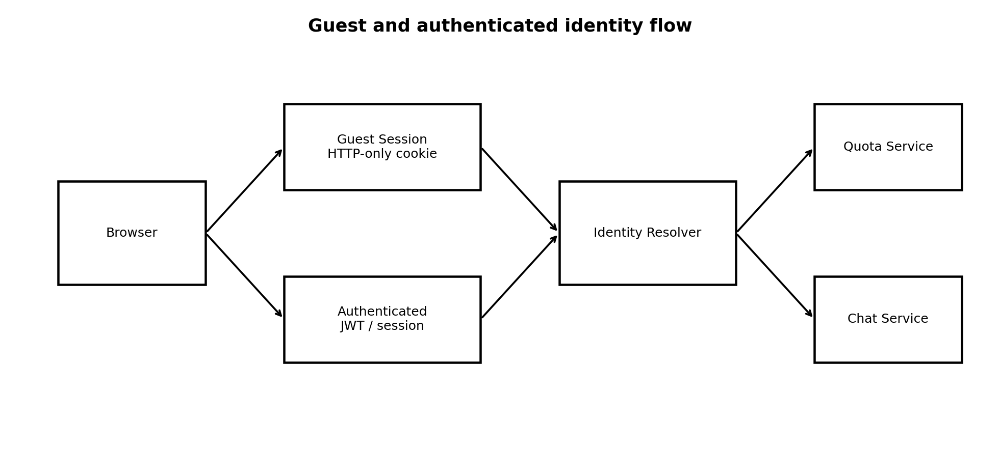 Guest and authenticated identity flow
Guest Session
HTTP-only cookie
Quota Service
Browser
Identity Resolver
Authenticated
JWT / session
Chat Service